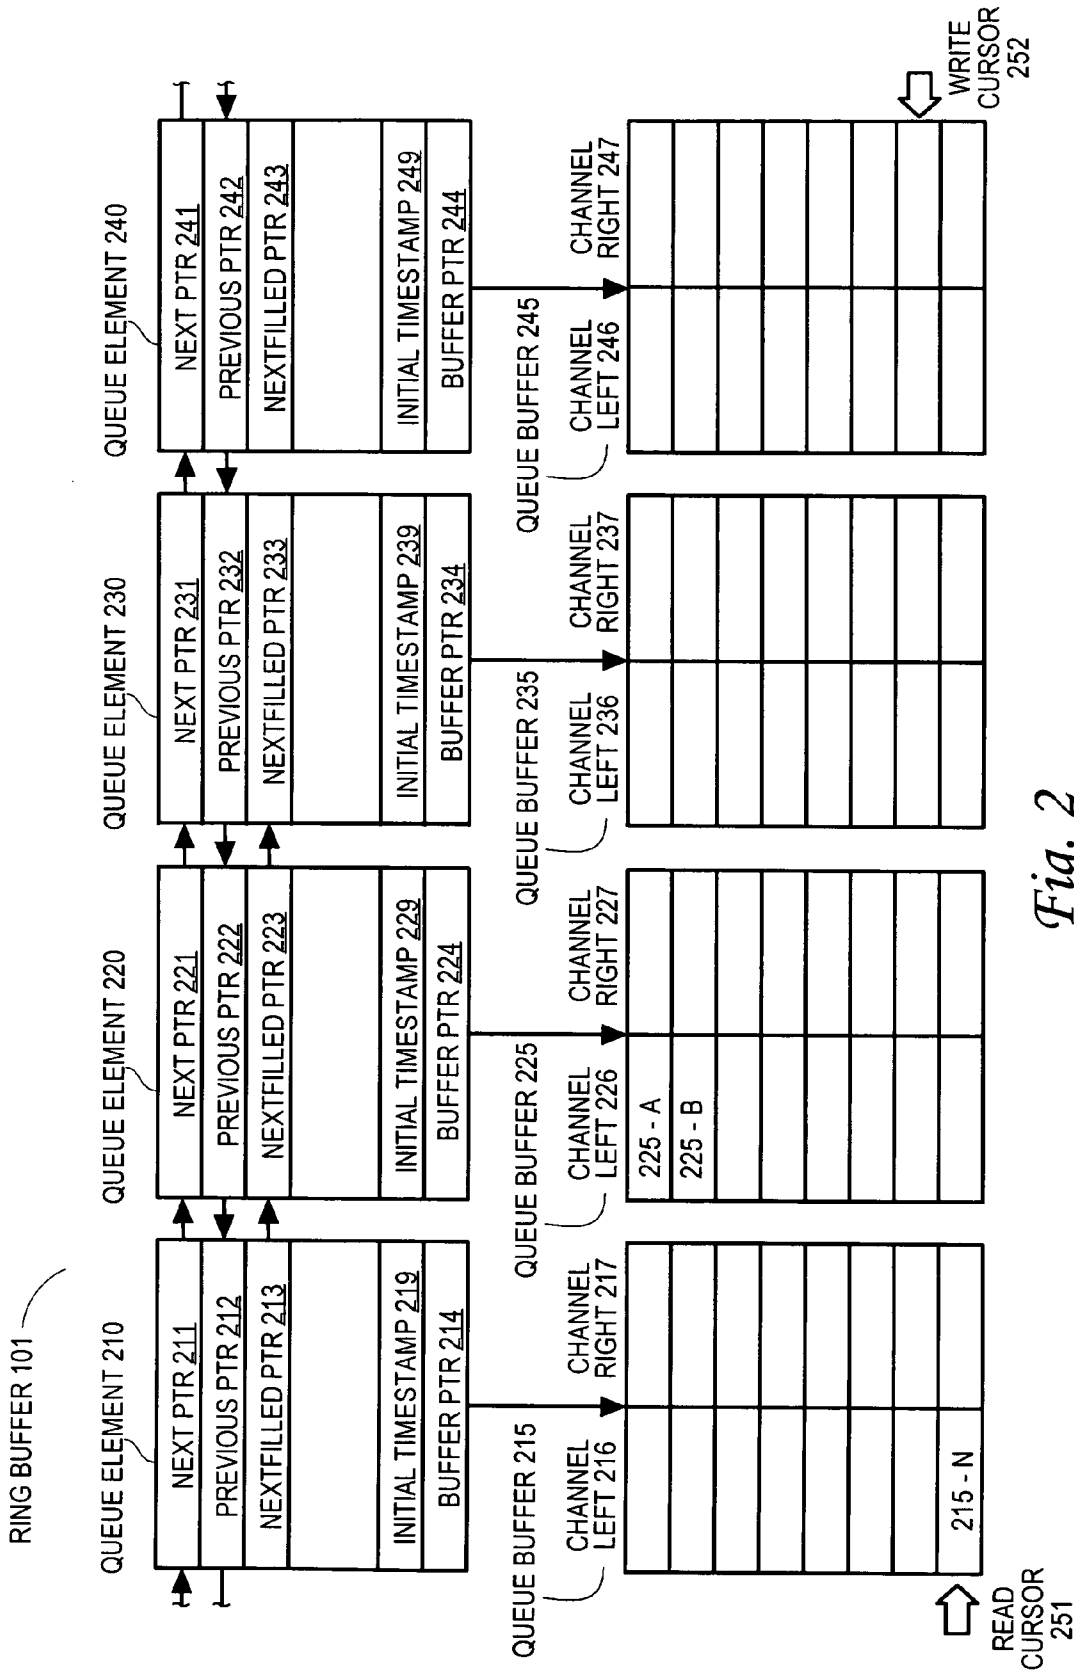 RING BUFFER 101
QUEUE ELEMENT 210
NEXT PTR 211
PREVIOUS PTR 212
NEXTFILLED PTR 213
INITIAL TIMESTAMP 219
BUFFER PTR 214
QUEUE BUFFER 215
CHANNEL
LEFT 216
CHANNEL
RIGHT 217
215 - N
READ
CURSOR
251
QUEUE ELEMENT 220
NEXT PTR 221
PREVIOUS PTR 222
NEXTFILLED PTR 223
INITIAL TIMESTAMP 229
BUFFER PTR 224
QUEUE BUFFER 225
CHANNEL
LEFT 226
CHANNEL
RIGHT 227
225 - A
225 - B
QUEUE ELEMENT 230
NEXT PTR 231
PREVIOUS PTR 232
NEXTFILLED PTR 233
INITIAL TIMESTAMP 239
BUFFER PTR 234
QUEUE BUFFER 235
CHANNEL
LEFT 236
CHANNEL
RIGHT 237
QUEUE ELEMENT 240
NEXT PTR 241
PREVIOUS PTR 242
NEXTFILLED PTR 243
INITIAL TIMESTAMP 249
BUFFER PTR 244
QUEUE BUFFER 245
CHANNEL
LEFT 246
CHANNEL
RIGHT 247
WRITE
CURSOR
252
Fig. 2